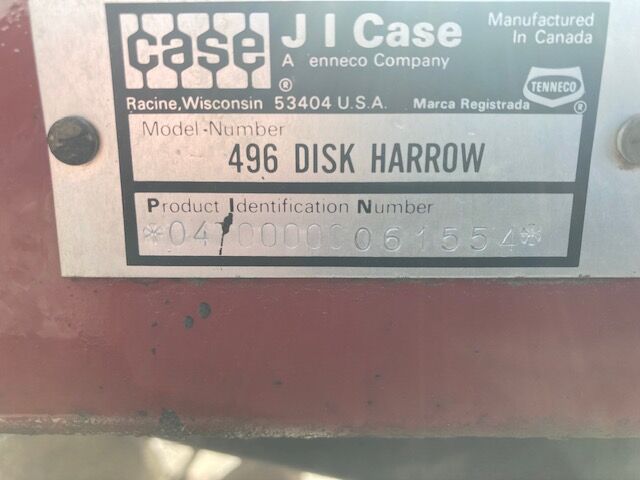 case
J I Case
A enneco Company
Manufactured
In Canada
TENNECO
®
Racine, Wisconsin 53404 U.S.A.
Marca Registrada
®
Model Number
496 DISK HARROW
Product Identification Number